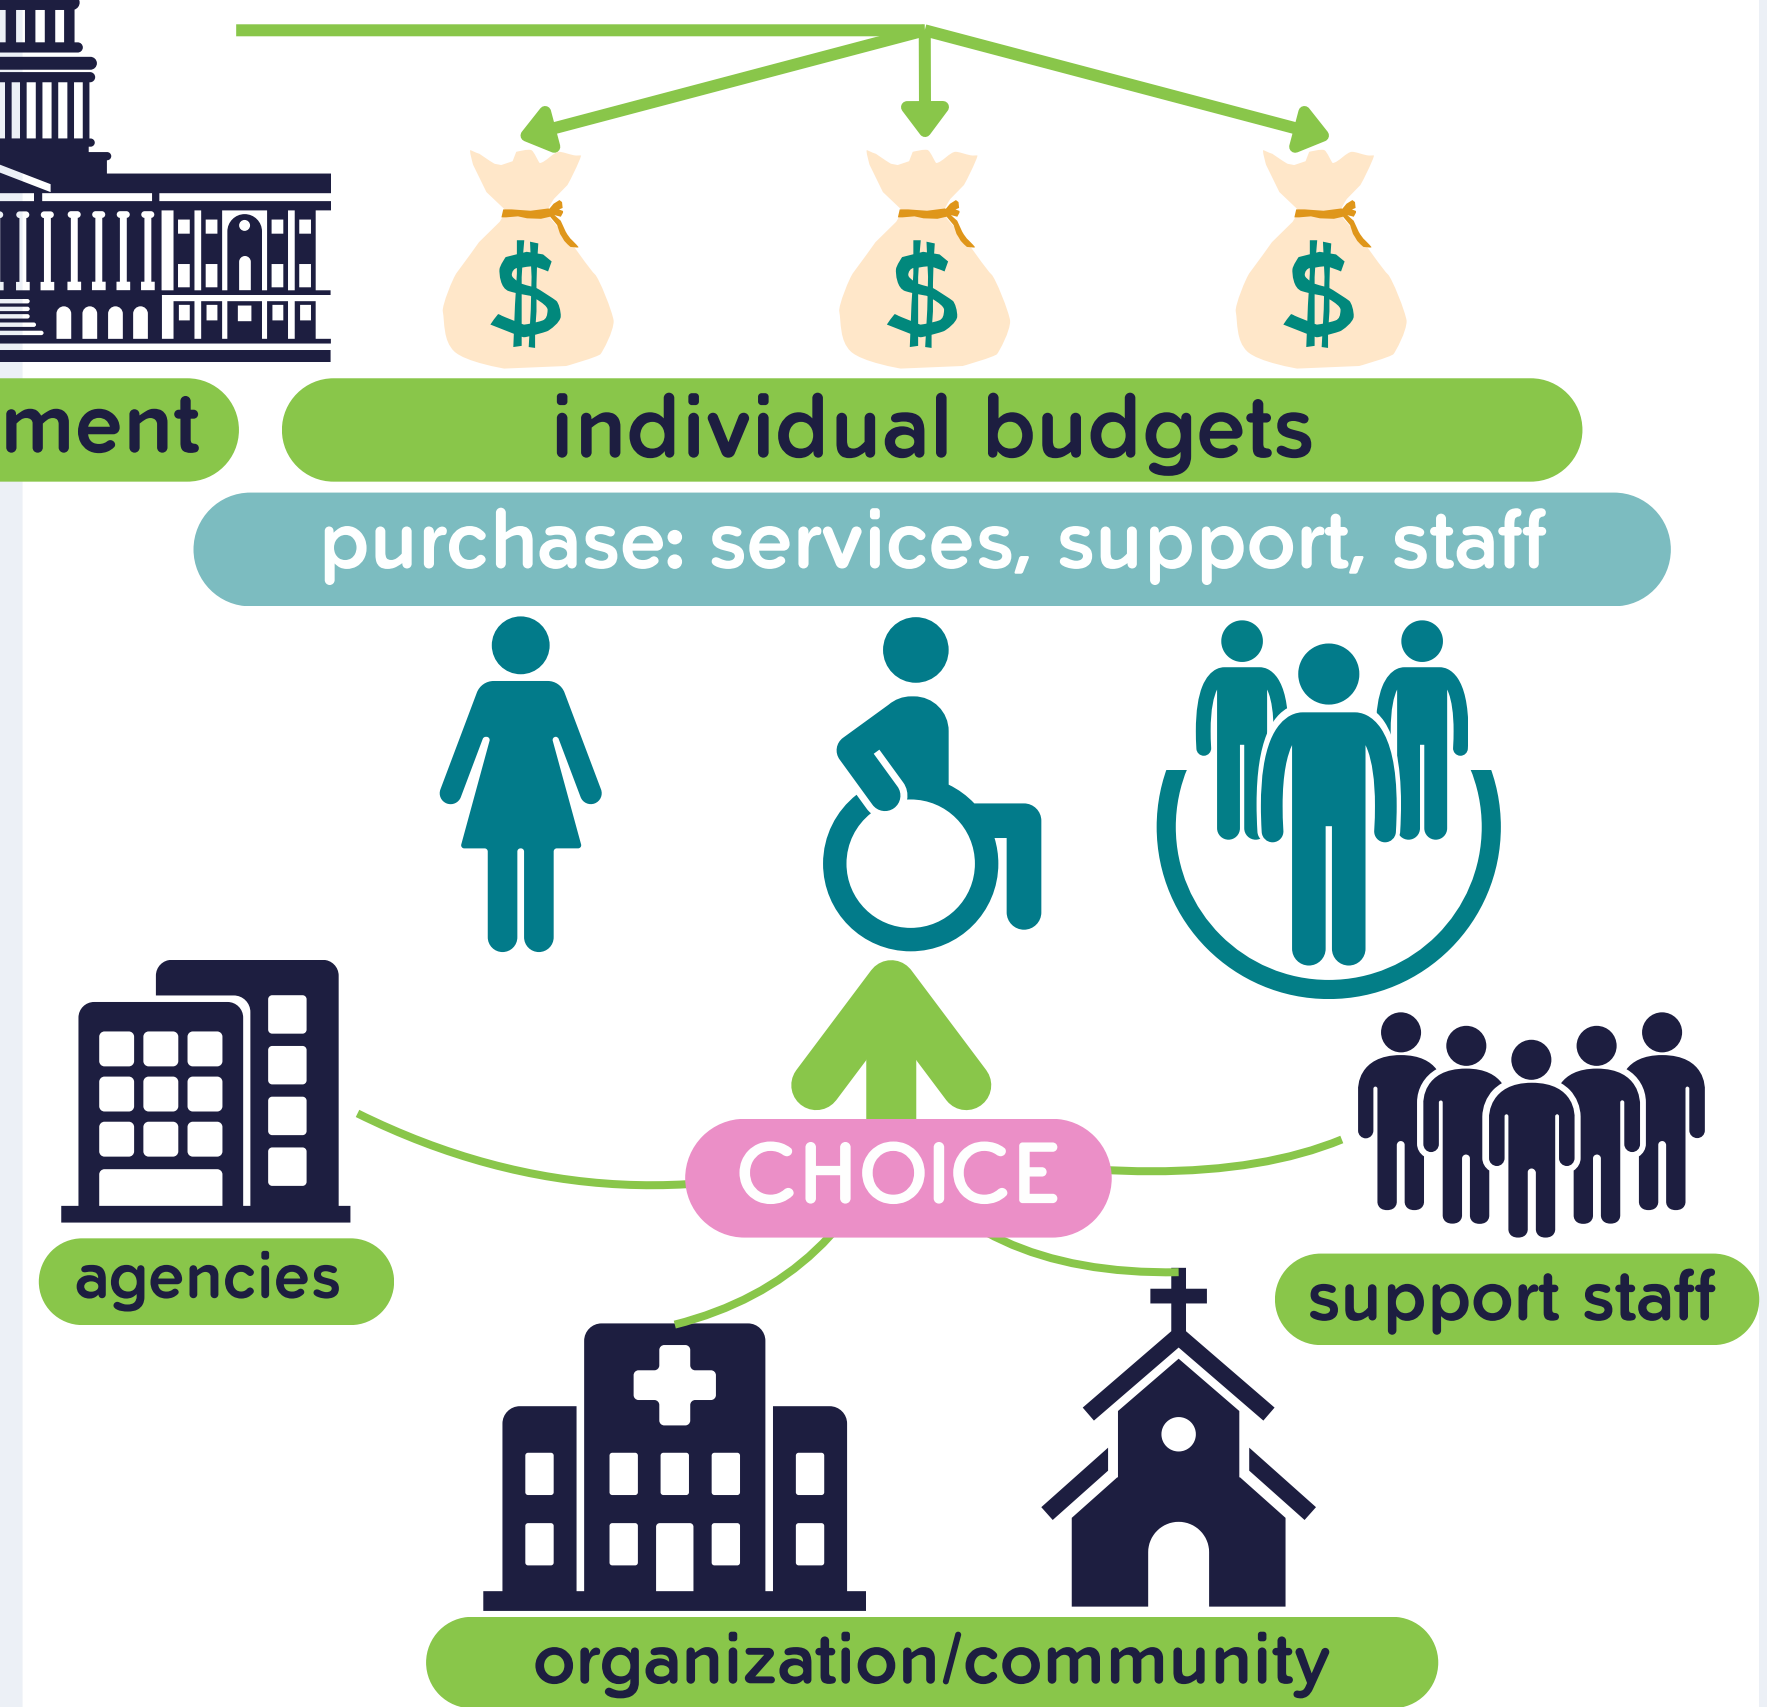 ment
individual budgets
purchase: services, support, staff
CHOICE
agencies
support staff
organization/community